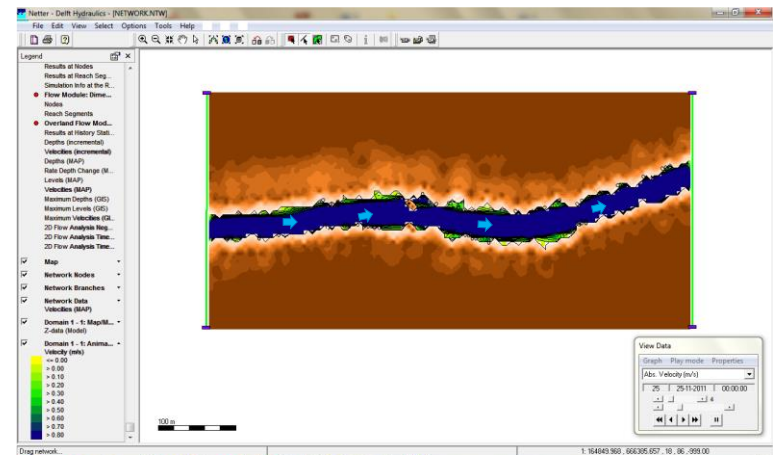 Netter - Delft Hydraulics - [NETWORK.NTW]
File Edit View Select Options Tools Help
Legend
Results at Nodes
Results at Reach Seg...
Simulation Info at the R...
Flow Module: Dime...
Nodes
Reach Segments
Overland Flow Mod...
Results at History Stati...
Depths (incremental)
Velocities (incremental)
Depths (MAP)
Rate Depth Change (M...
Levels (MAP)
Velocities (MAP)
Maximum Depths (GIS)
Maximum Levels (GIS)
Maximum Velocities (GI...
2D Flow Analysis Neg...
2D Flow Analysis Time...
2D Flow Analysis Time...
Map
Network Nodes
Network Branches
Network Data
Velocities (MAP)
Domain 1 - 1: Map/M...
Z-data (Model)
Domain 1 - 1: Anima...
Velocity (m/s)
<= 0.00
> 0.00
> 0.10
> 0.20
> 0.30
> 0.40
> 0.50
> 0.60
> 0.70
> 0.80
100 m
View Data
Graph Play mode Properties
Abs. Velocity (m/s)
25 25-11-2011 00:00:00
4
Drag network...
1: 164849.968 , 666385.657 , 18 , 86 ,-999.00